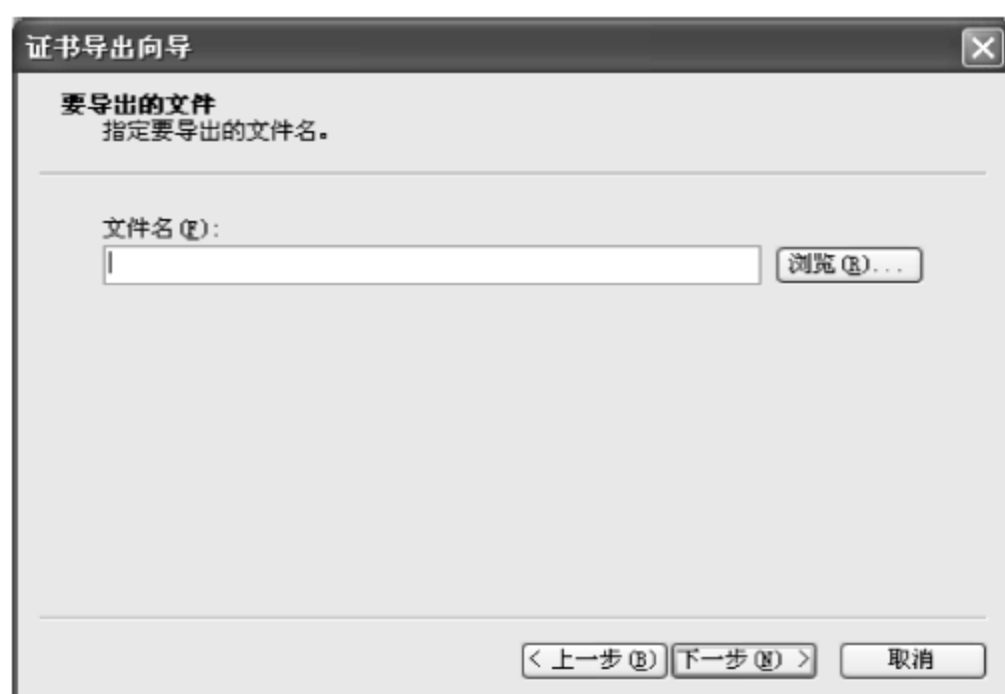 证书导出向导
要导出的文件
指定要导出的文件名。
文件名(F):
浏览(R)...
< 上一步(B) 下一步(N) > 取消